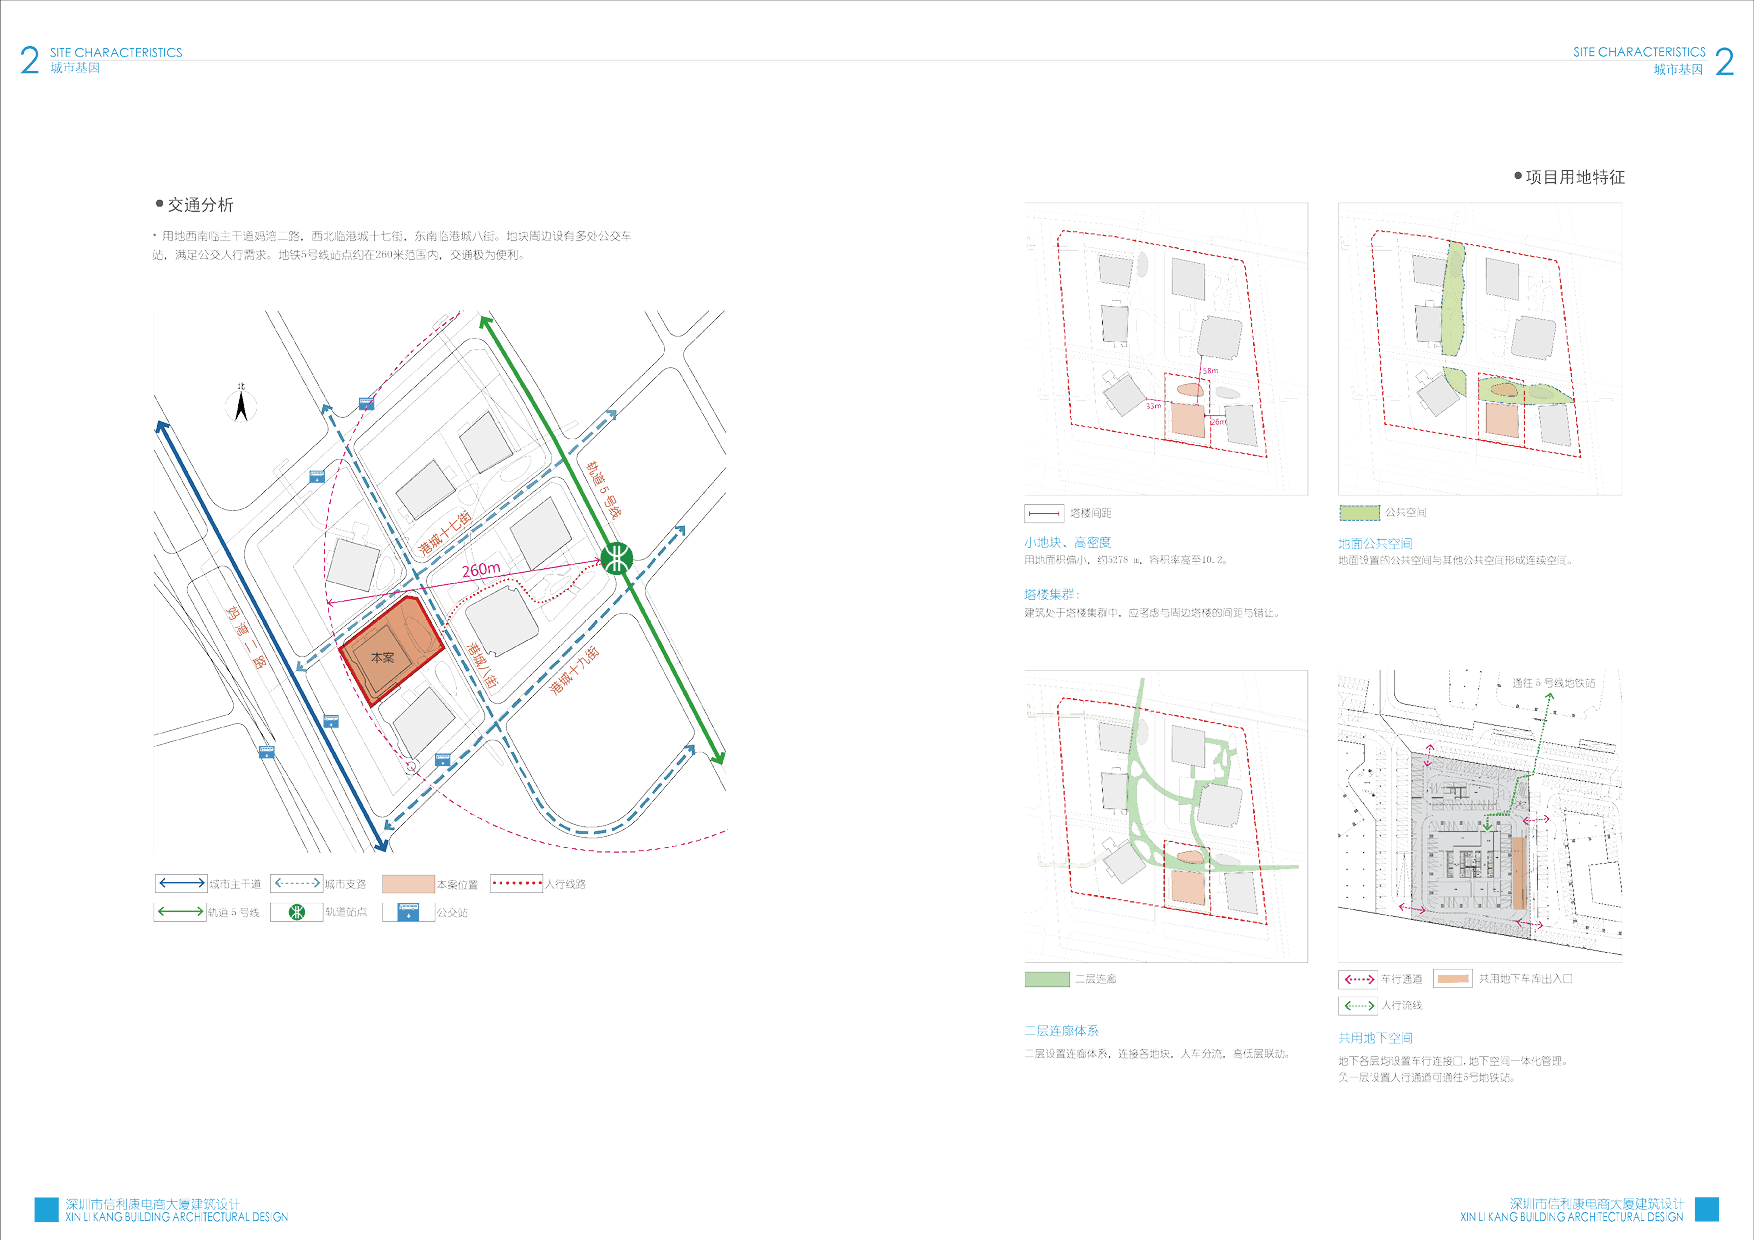 2
SITE CHARACTERISTICS
城市基因
SITE CHARACTERISTICS
城市基因
2
交通分析
* 用地西南临主干道妈湾二路，西北临港城十七街，东南临港城八街。地块周边设有多处公交车
站，满足公交人行需求。地铁5号线站点约在260米范围内，交通极为便利。
北
轨道5号线
港城十七街
260m
妈湾二路
本案
港城八街
港城十九街
城市主干道
城市支路
本案位置
人行线路
轨道5号线
轨道站点
公交站
项目用地特征
58m
33m
26m
塔楼间距
小地块、高密度
用地面积偏小，约5278 ㎡，容积率高至10.2。
塔楼集群：
建筑处于塔楼集群中，应考虑与周边塔楼的间距与错让。
公共空间
地面公共空间
地面设置的公共空间与其他公共空间形成连续空间。
二层连廊
二层连廊体系
二层设置连廊体系，连接各地块，人车分流，高低层联动。
通往5号线地铁站
车行通道
共用地下车库出入口
人行流线
共用地下空间
地下各层均设置车行连接口，地下空间一体化管理。
负一层设置人行通道可通往5号地铁站。
深圳市信利康电商大厦建筑设计
XIN LI KANG BUILDING ARCHITECTURAL DESIGN
深圳市信利康电商大厦建筑设计
XIN LI KANG BUILDING ARCHITECTURAL DESIGN